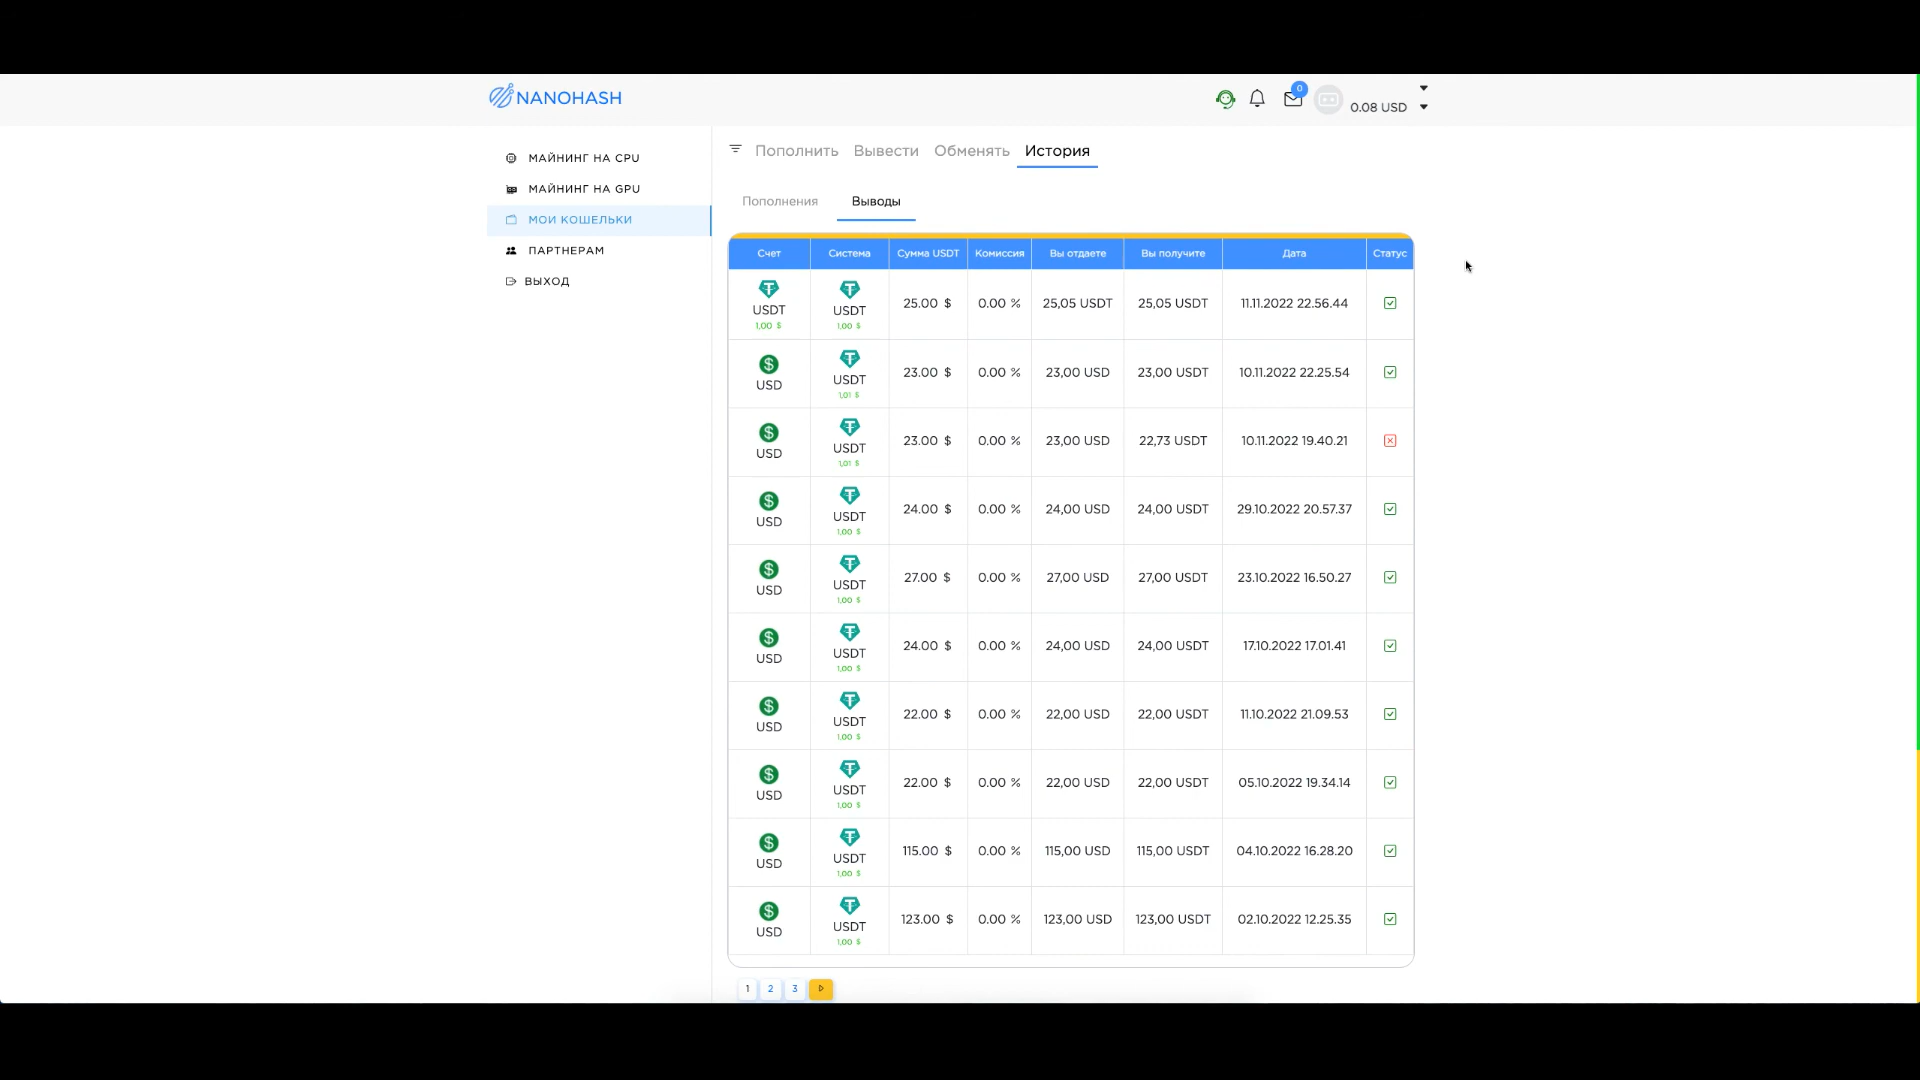 NANOHASH
0
0.08 USD
МАЙНИНГ НА CPU
МАЙНИНГ НА GPU
МОИ КОШЕЛЬКИ
ПАРТНЕРАМ
ВЫХОД
Пополнить Вывести Обменять История
Пополнения Выводы
Счет Система Сумма USDT Комиссия Вы отдаете Вы получите Дата Статус
USDT 1,00 $ USDT 1,00 $ 25.00 $ 0.00 % 25,05 USDT 25,05 USDT 11.11.2022 22.56.44
USD USDT 1,01 $ 23.00 $ 0.00 % 23,00 USD 23,00 USDT 10.11.2022 22.25.54
USD USDT 1,01 $ 23.00 $ 0.00 % 23,00 USD 22,73 USDT 10.11.2022 19.40.21
USD USDT 1,00 $ 24.00 $ 0.00 % 24,00 USD 24,00 USDT 29.10.2022 20.57.37
USD USDT 1,00 $ 27.00 $ 0.00 % 27,00 USD 27,00 USDT 23.10.2022 16.50.27
USD USDT 1,00 $ 24.00 $ 0.00 % 24,00 USD 24,00 USDT 17.10.2022 17.01.41
USD USDT 1,00 $ 22.00 $ 0.00 % 22,00 USD 22,00 USDT 11.10.2022 21.09.53
USD USDT 1,00 $ 22.00 $ 0.00 % 22,00 USD 22,00 USDT 05.10.2022 19.34.14
USD USDT 1,00 $ 115.00 $ 0.00 % 115,00 USD 115,00 USDT 04.10.2022 16.28.20
USD USDT 1,00 $ 123.00 $ 0.00 % 123,00 USD 123,00 USDT 02.10.2022 12.25.35
1 2 3